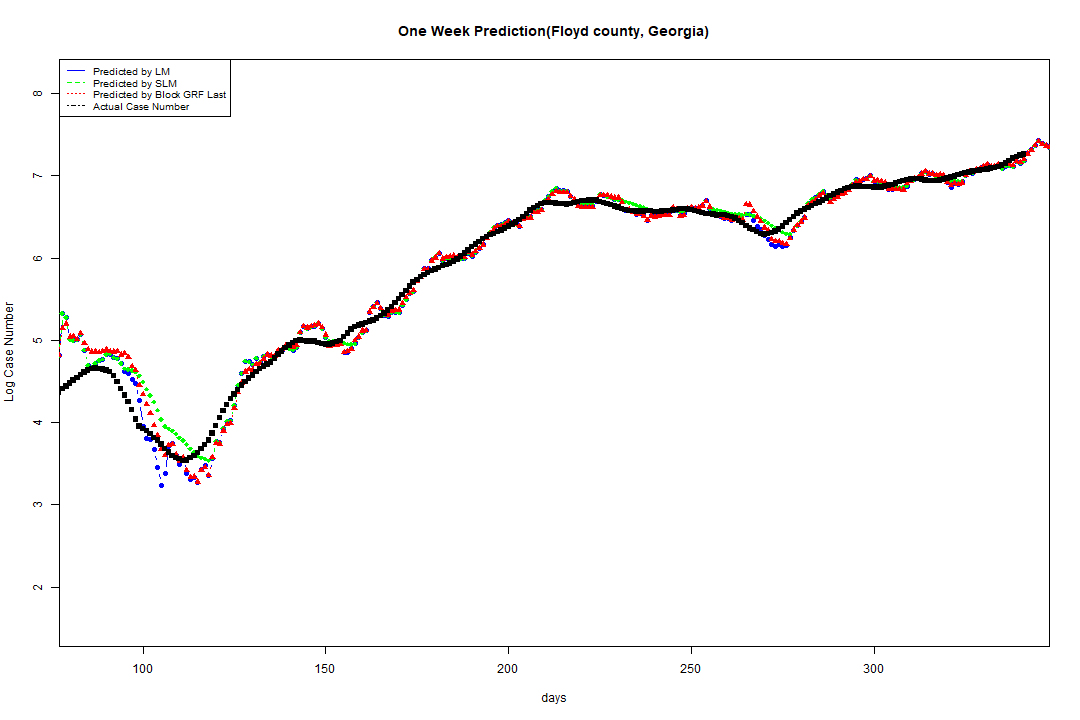 One Week Prediction(Floyd county, Georgia)
Predicted by LM
Predicted by SLM
Predicted by Block GRF Last
Actual Case Number
8
7
6
5
4
3
2
Log Case Number
100 150 200 250 300
days